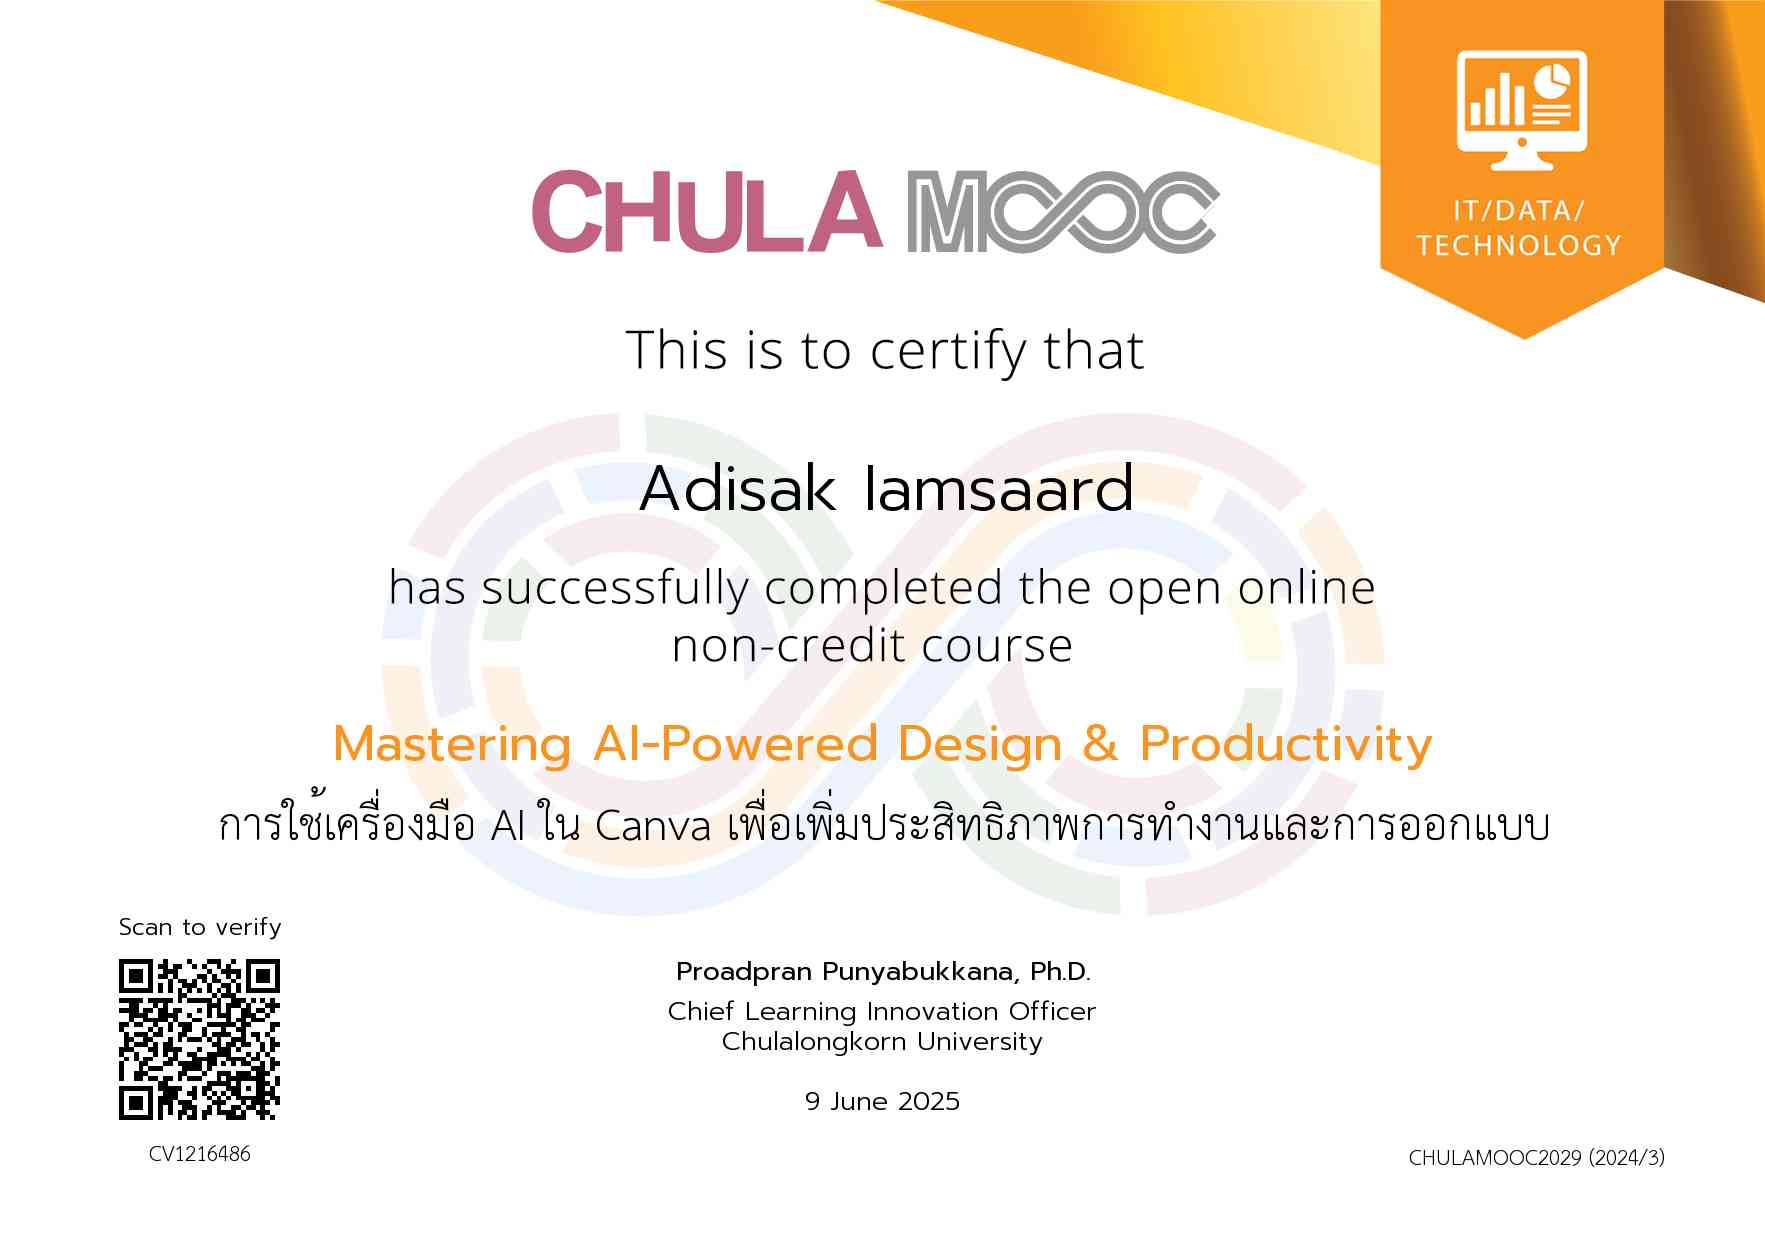 CHULA MOOC
IT/DATA/
TECHNOLOGY
This is to certify that
Adisak Iamsaard
has successfully completed the open online
non-credit course
Mastering AI-Powered Design & Productivity
การใช้เครื่องมือ AI ใน Canva เพื่อเพิ่มประสิทธิภาพการทำงานและการออกแบบ
Scan to verify
CV1216486
Proadpran Punyabukkana, Ph.D.
Chief Learning Innovation Officer
Chulalongkorn University
9 June 2025
CHULAMOOC2029 (2024/3)